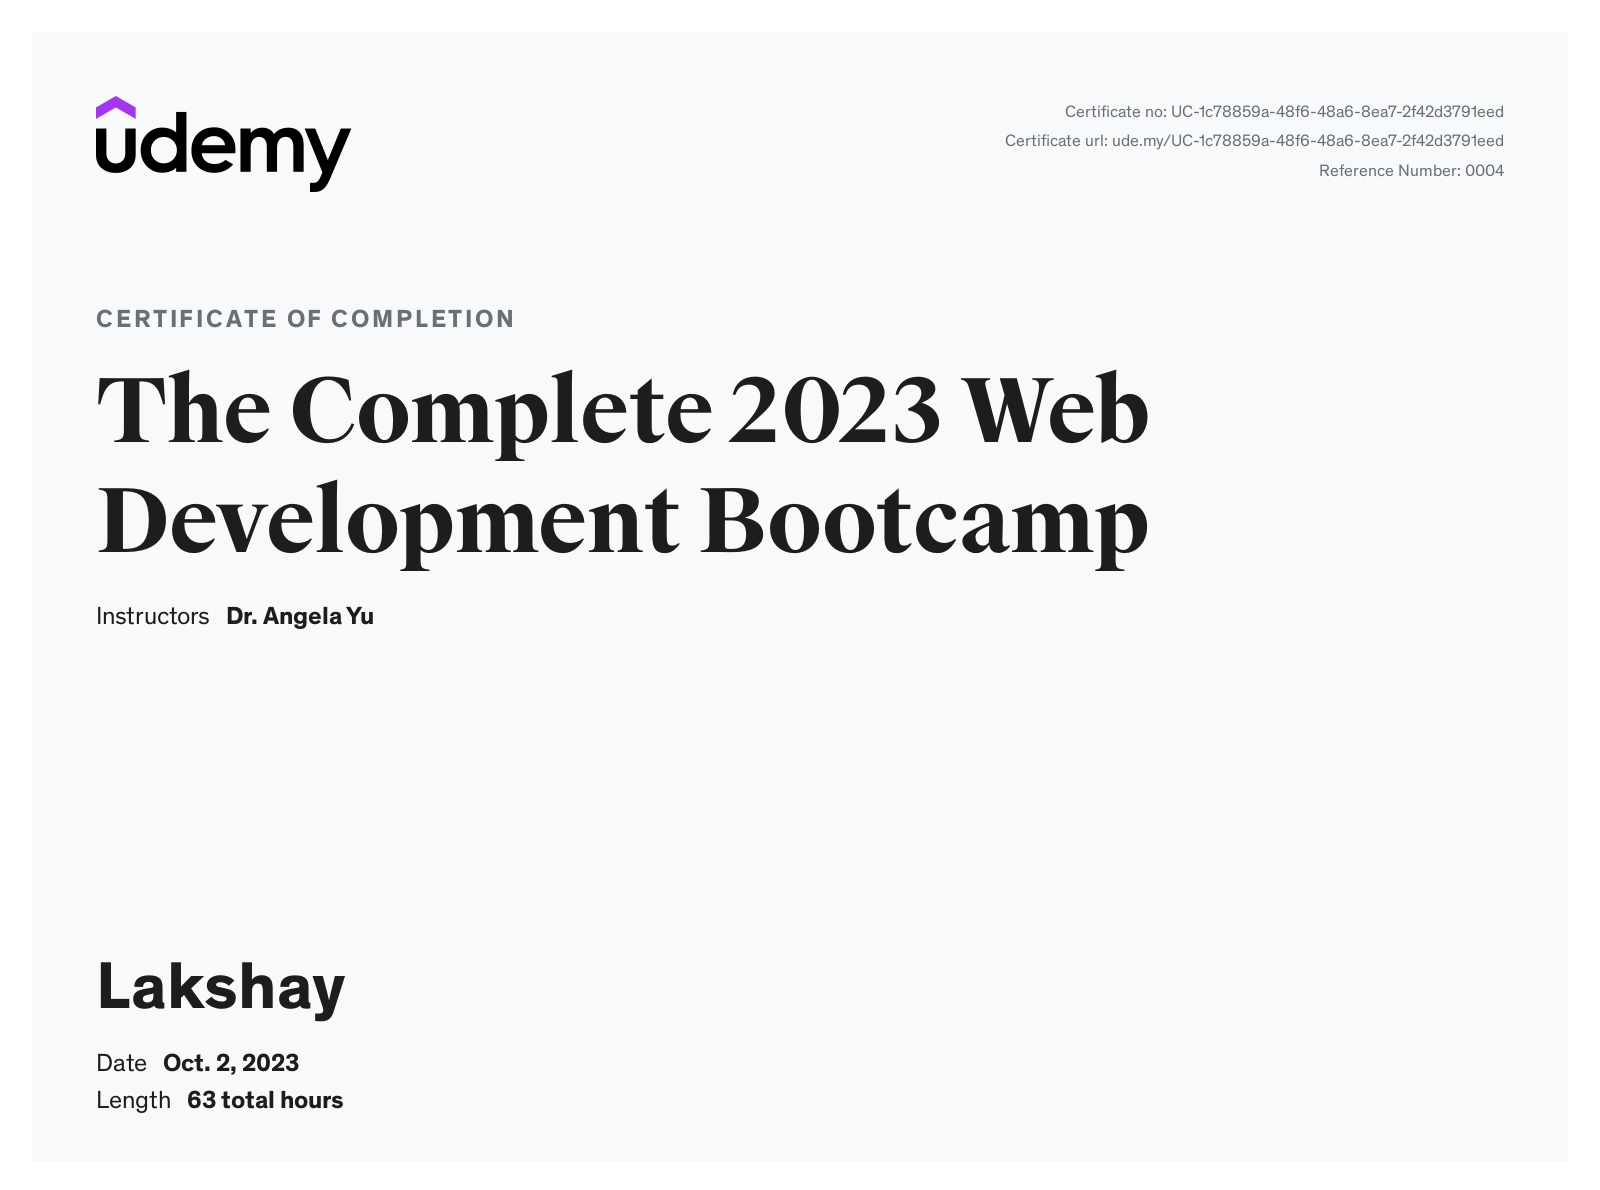 udemy
Certificate no: UC-1c78859a-48f6-48a6-8ea7-2f42d3791eed
Certificate url: ude.my/UC-1c78859a-48f6-48a6-8ea7-2f42d3791eed
Reference Number: 0004
CERTIFICATE OF COMPLETION
The Complete 2023 Web
Development Bootcamp
Instructors Dr. Angela Yu
Lakshay
Date Oct. 2, 2023
Length 63 total hours